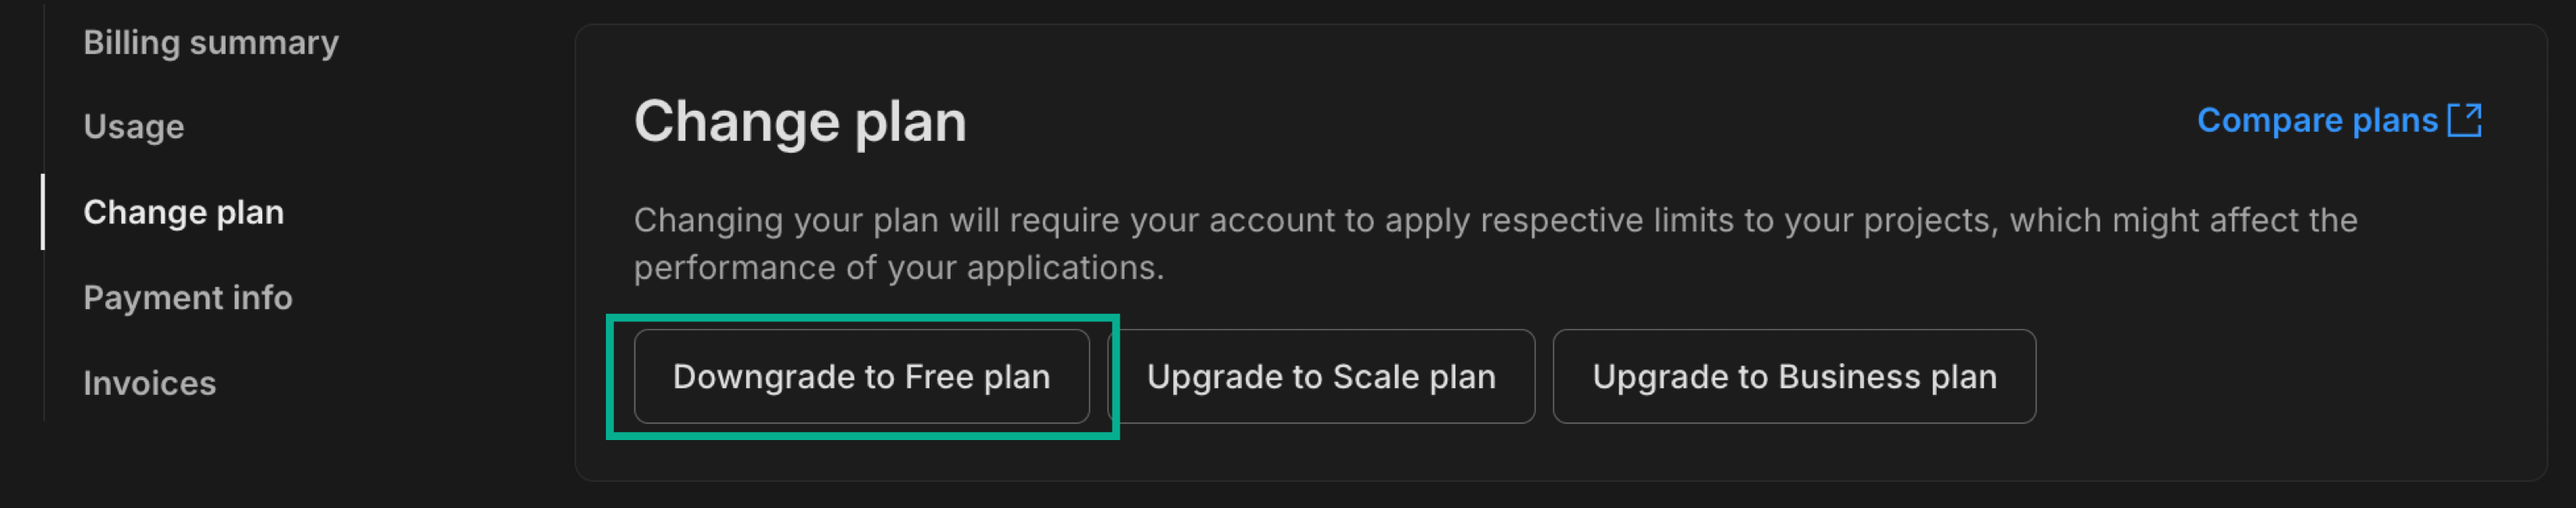 Billing summary
Usage
Change plan
Payment info
Invoices
Change plan
Compare plans
Changing your plan will require your account to apply respective limits to your projects, which might affect the
performance of your applications.
Downgrade to Free plan
Upgrade to Scale plan
Upgrade to Business plan